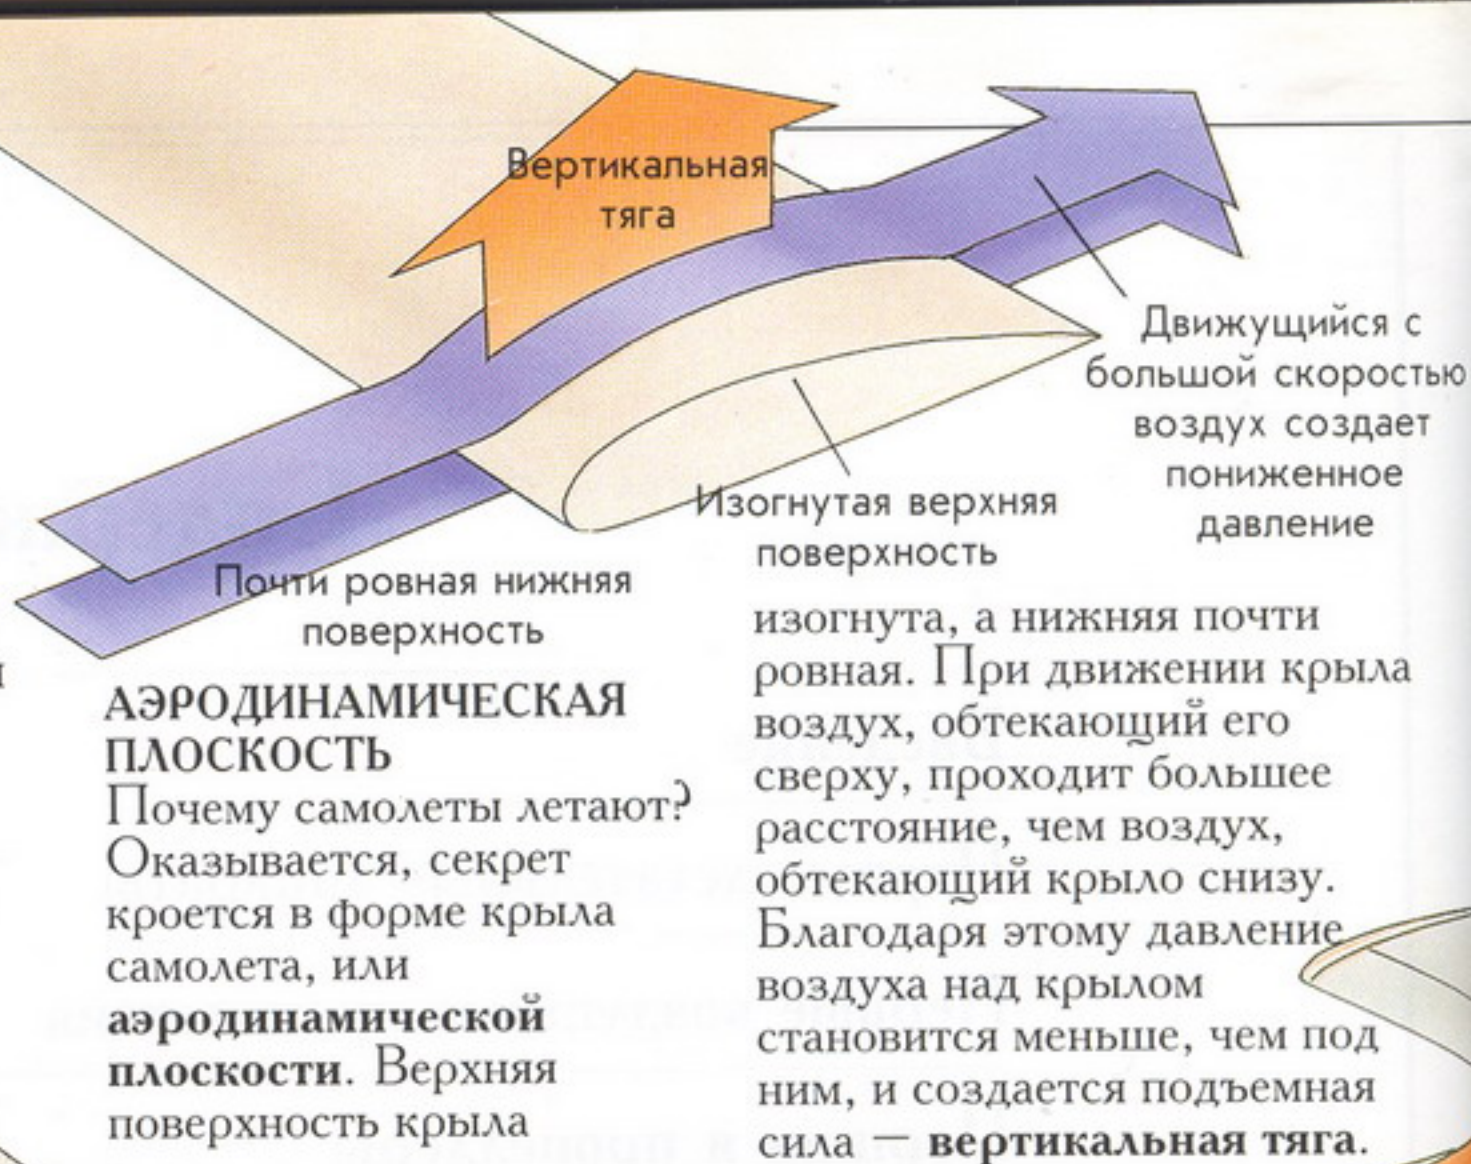 Вертикальная
тяга
Движущийся с
большой скоростью
воздух создает
пониженное
давление
Изогнутая верхняя
поверхность
Почти ровная нижняя
поверхность
АЭРОДИНАМИЧЕСКАЯ
ПЛОСКОСТЬ
Почему самолеты летают?
Оказывается, секрет
кроется в форме крыла
самолета, или
аэродинамической
плоскости. Верхняя
поверхность крыла
изогнута, а нижняя почти
ровная. При движении крыла
воздух, обтекающий его
сверху, проходит большее
расстояние, чем воздух,
обтекающий крыло снизу.
Благодаря этому давление
воздуха над крылом
становится меньше, чем под
ним, и создается подъемная
сила — вертикальная тяга.